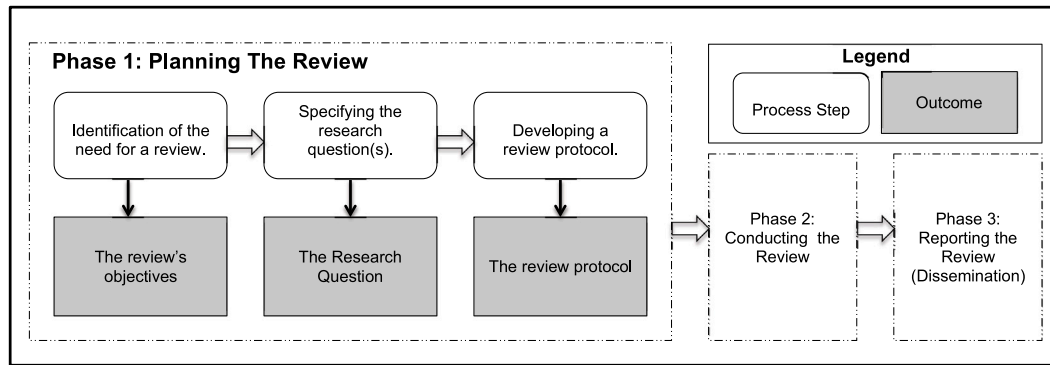 Phase 1: Planning The Review
Identification of the
need for a review.
Specifying the
research
question(s).
Developing a
review protocol.
The review's
objectives
The Research
Question
The review protocol
Legend
Process Step
Outcome
Phase 2:
Conducting the
Review
Phase 3:
Reporting the
Review
(Dissemination)